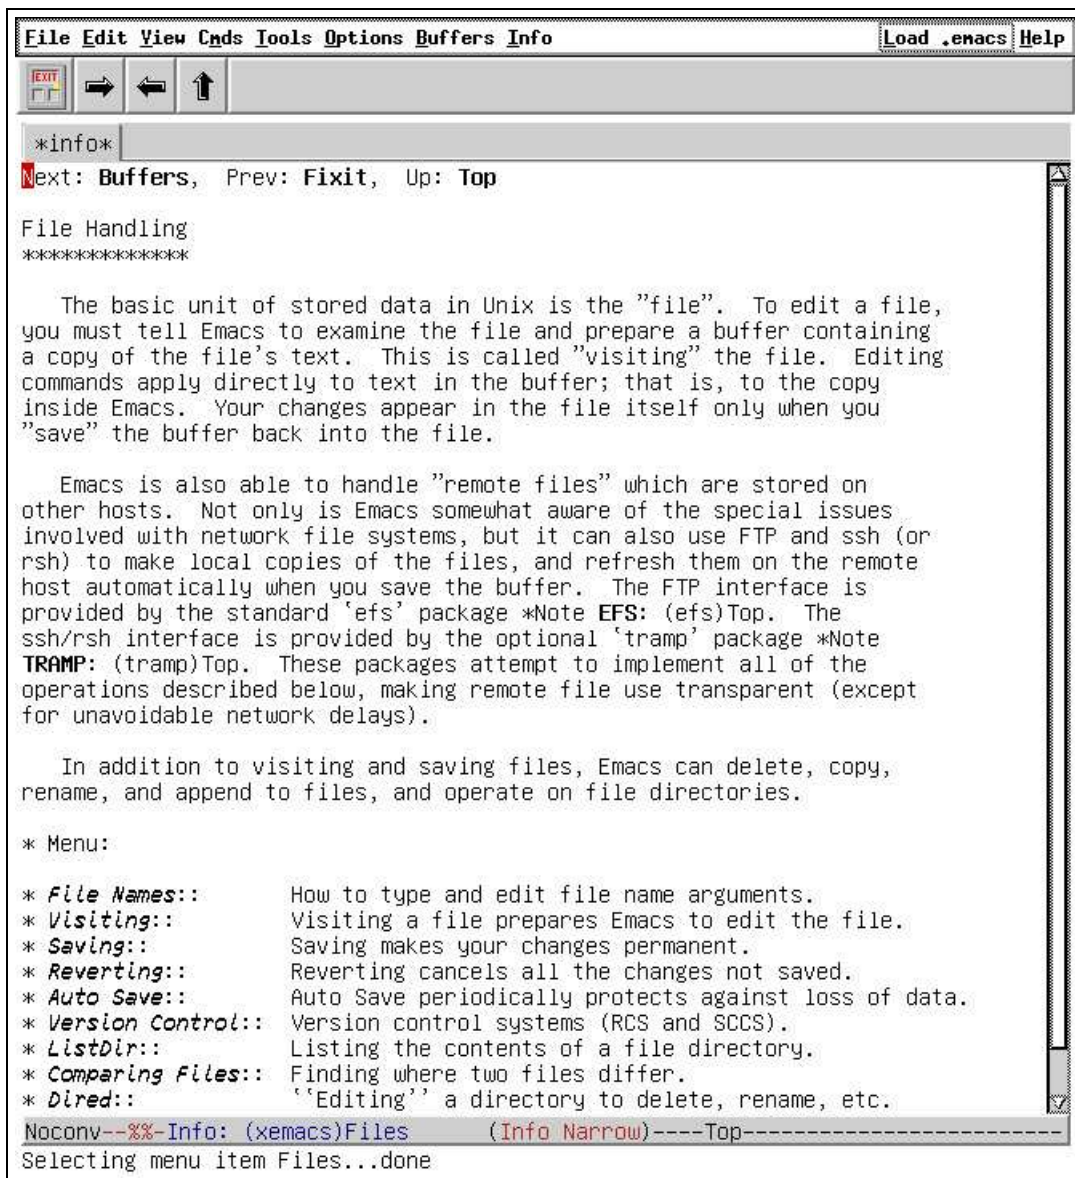 File Edit View Cmds Tools Options Buffers Info Load .emacs Help
EXIT
*info*
Next: Buffers,  Prev: Fixit,  Up: Top
File Handling
*************
The basic unit of stored data in Unix is the "file".  To edit a file,
you must tell Emacs to examine the file and prepare a buffer containing
a copy of the file's text.  This is called "visiting" the file.  Editing
commands apply directly to text in the buffer; that is, to the copy
inside Emacs.  Your changes appear in the file itself only when you
"save" the buffer back into the file.
Emacs is also able to handle "remote files" which are stored on
other hosts.  Not only is Emacs somewhat aware of the special issues
involved with network file systems, but it can also use FTP and ssh (or
rsh) to make local copies of the files, and refresh them on the remote
host automatically when you save the buffer.  The FTP interface is
provided by the standard `efs' package *Note EFS: (efs)Top.  The
ssh/rsh interface is provided by the optional `tramp' package *Note
TRAMP: (tramp)Top.  These packages attempt to implement all of the
operations described below, making remote file use transparent (except
for unavoidable network delays).
In addition to visiting and saving files, Emacs can delete, copy,
rename, and append to files, and operate on file directories.
* Menu:
* File Names::       How to type and edit file name arguments.
* Visiting::         Visiting a file prepares Emacs to edit the file.
* Saving::           Saving makes your changes permanent.
* Reverting::        Reverting cancels all the changes not saved.
* Auto Save::        Auto Save periodically protects against loss of data.
* Version Control::  Version control systems (RCS and SCCS).
* ListDir::          Listing the contents of a file directory.
* Comparing Files::  Finding where two files differ.
* Dired::            ``Editing'' a directory to delete, rename, etc.
Noconv--%%-Info: (xemacs)Files      (Info Narrow)----Top-------------------------
Selecting menu item Files...done